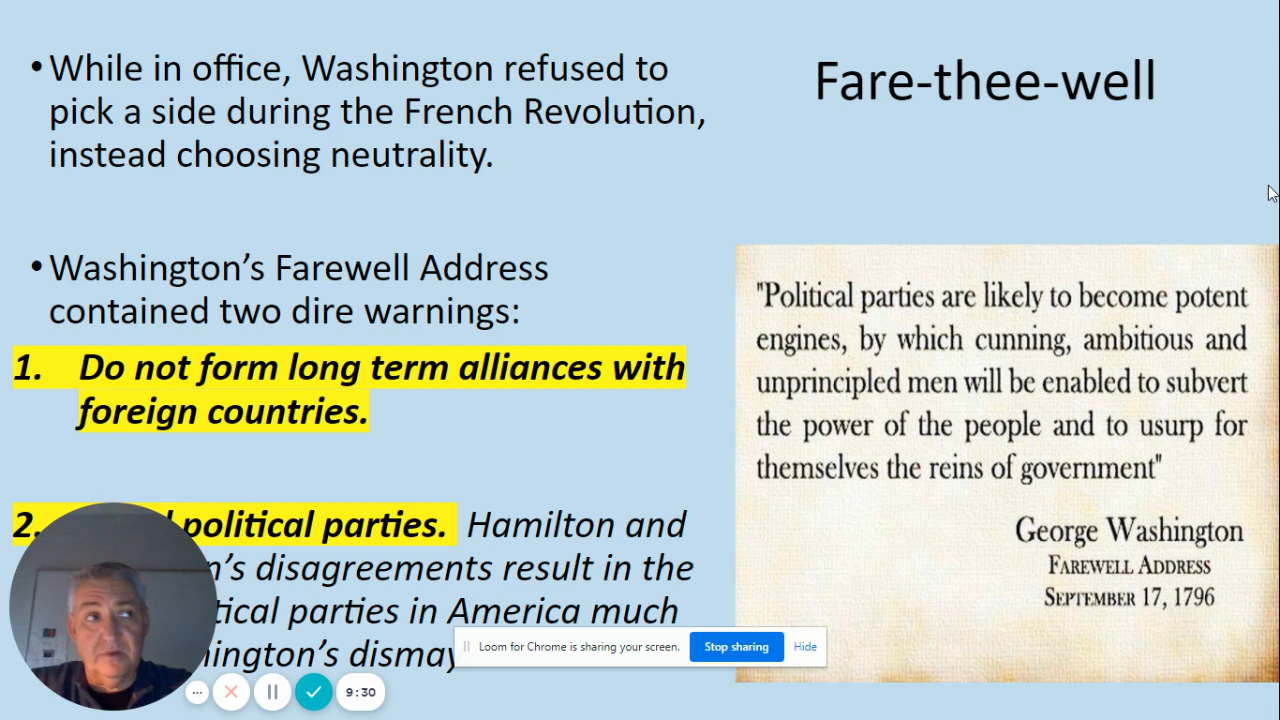 Fare-thee-well
• While in office, Washington refused to
pick a side during the French Revolution,
instead choosing neutrality.
• Washington’s Farewell Address
contained two dire warnings:
1. Do not form long term alliances with
foreign countries.
2. political parties. Hamilton and
disagreements result in the
parties in America much
dismay
"Political parties are likely to become potent
engines, by which cunning, ambitious and
unprincipled men will be enabled to subvert
the power of the people and to usurp for
themselves the reins of government"
George Washington
Farewell Address
September 17, 1796
Loom for Chrome is sharing your screen. Stop sharing Hide
9:30